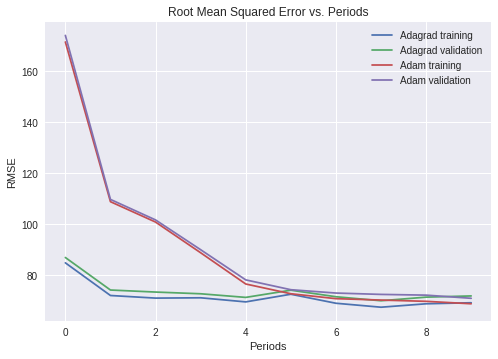 Root Mean Squared Error vs. Periods
Adagrad training
Adagrad validation
Adam training
Adam validation
160
140
120
100
80
RMSE
0 2 4 6 8
Periods